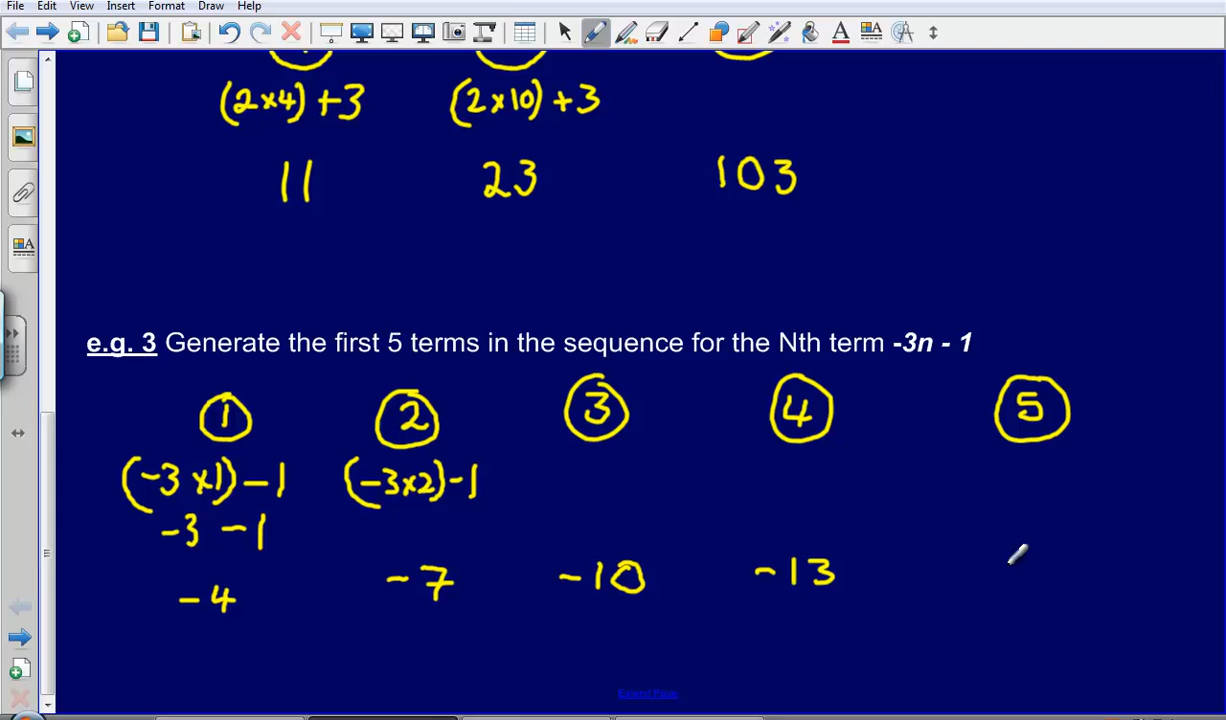 File Edit View Insert Format Draw Help
(2×4)+3 (2×10)+3
11 23 103
e.g. 3 Generate the first 5 terms in the sequence for the Nth term -3n - 1
1 2 3 4 5
(-3×1)-1 (-3×2)-1
-3 -1
-4 -7 -10 -13
Extend Page